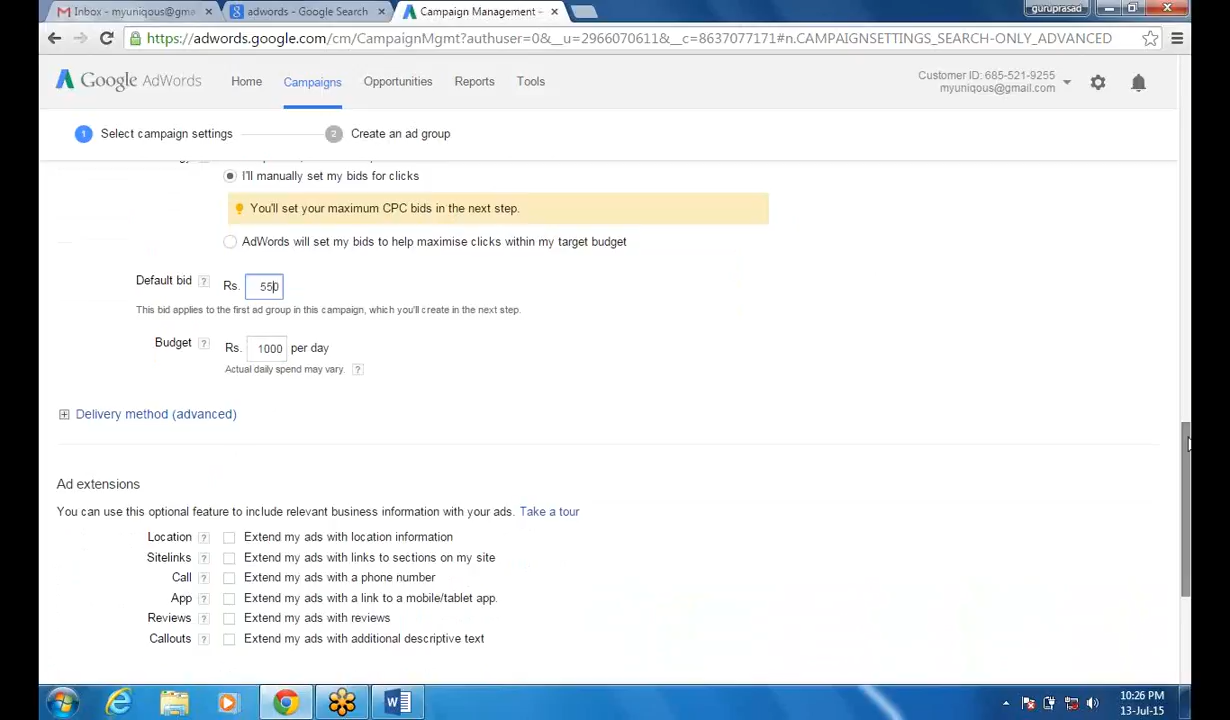 Inbox - myuniqous@gm
adwords - Google Search
Campaign Management -
guruprasad
https://adwords.google.com/cm/CampaignMgmt?authuser=0&__u=2966070611&__c=8637077171#n.CAMPAIGNSETTINGS_SEARCH-ONLY_ADVANCED
Google AdWords
Home
Campaigns
Opportunities
Reports
Tools
Customer ID: 685-521-9255
myuniqous@gmail.com
1 Select campaign settings
2 Create an ad group
I'll manually set my bids for clicks
You'll set your maximum CPC bids in the next step.
AdWords will set my bids to help maximise clicks within my target budget
Default bid ? Rs. 550
This bid applies to the first ad group in this campaign, which you'll create in the next step.
Budget ? Rs. 1000 per day
Actual daily spend may vary. ?
Delivery method (advanced)
Ad extensions
You can use this optional feature to include relevant business information with your ads. Take a tour
Location ? Extend my ads with location information
Sitelinks ? Extend my ads with links to sections on my site
Call ? Extend my ads with a phone number
App ? Extend my ads with a link to a mobile/tablet app.
Reviews ? Extend my ads with reviews
Callouts ? Extend my ads with additional descriptive text
10:26 PM
13-Jul-15